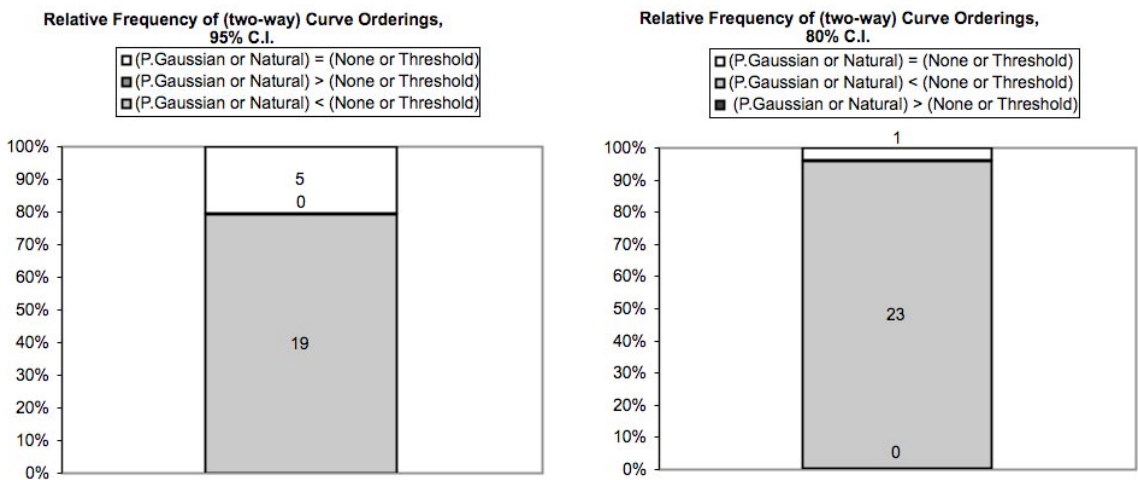 Relative Frequency of (two-way) Curve Orderings,
95% C.I.
(P.Gaussian or Natural) = (None or Threshold)
(P.Gaussian or Natural) > (None or Threshold)
(P.Gaussian or Natural) < (None or Threshold)
100%
90%
80%
70%
60%
50%
40%
30%
20%
10%
0%
5
0
19
Relative Frequency of (two-way) Curve Orderings,
80% C.I.
(P.Gaussian or Natural) = (None or Threshold)
(P.Gaussian or Natural) < (None or Threshold)
(P.Gaussian or Natural) > (None or Threshold)
100%
90%
80%
70%
60%
50%
40%
30%
20%
10%
0%
1
23
0